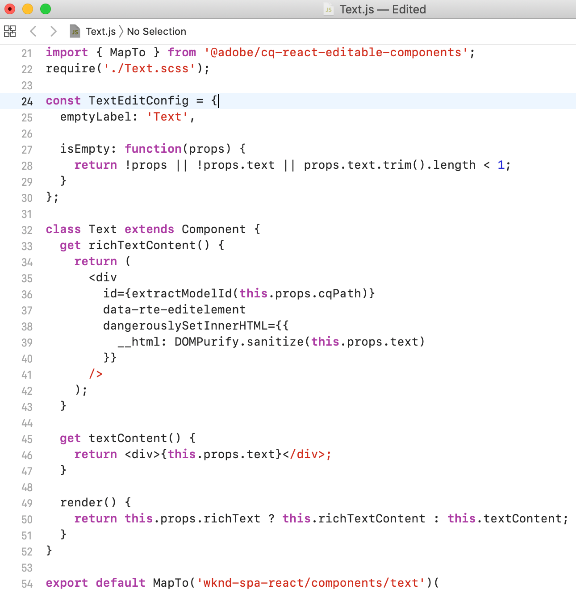 Text.js — Edited
Text.js > No Selection
21 import { MapTo } from '@adobe/cq-react-editable-components';
22 require('./Text.scss');
23
24 const TextEditConfig = {
25   emptyLabel: 'Text',
26
27   isEmpty: function(props) {
28     return !props || !props.text || props.text.trim().length < 1;
29   }
30 };
31
32 class Text extends Component {
33   get richTextContent() {
34     return (
35       <div
36         id={extractModelId(this.props.cqPath)}
37         data-rte-editelement
38         dangerouslySetInnerHTML={{
39           __html: DOMPurify.sanitize(this.props.text)
40         }}
41       />
42     );
43   }
44
45   get textContent() {
46     return <div>{this.props.text}</div>;
47   }
48
49   render() {
50     return this.props.richText ? this.richTextContent : this.textContent;
51   }
52 }
53
54 export default MapTo('wknd-spa-react/components/text')(